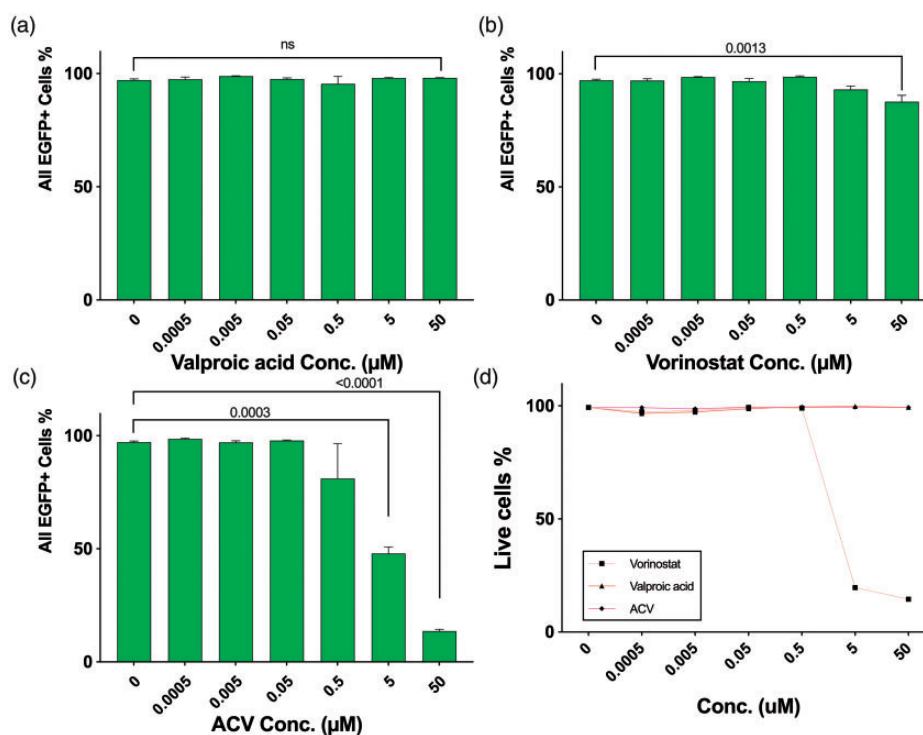 (a)
ns
All EGFP+ Cells %
100
50
0
0 0.0005 0.005 0.05 0.5 5 50
Valproic acid Conc. (µM)
(b)
0.0013
All EGFP+ Cells %
100
50
0
0 0.0005 0.005 0.05 0.5 5 50
Vorinostat Conc. (µM)
(c)
<0.0001
0.0003
All EGFP+ Cells %
100
50
0
0 0.0005 0.005 0.05 0.5 5 50
ACV Conc. (µM)
(d)
Live cells %
100
50
0
Vorinostat
Valproic acid
ACV
0 0.0005 0.005 0.05 0.5 5 50
Conc. (uM)